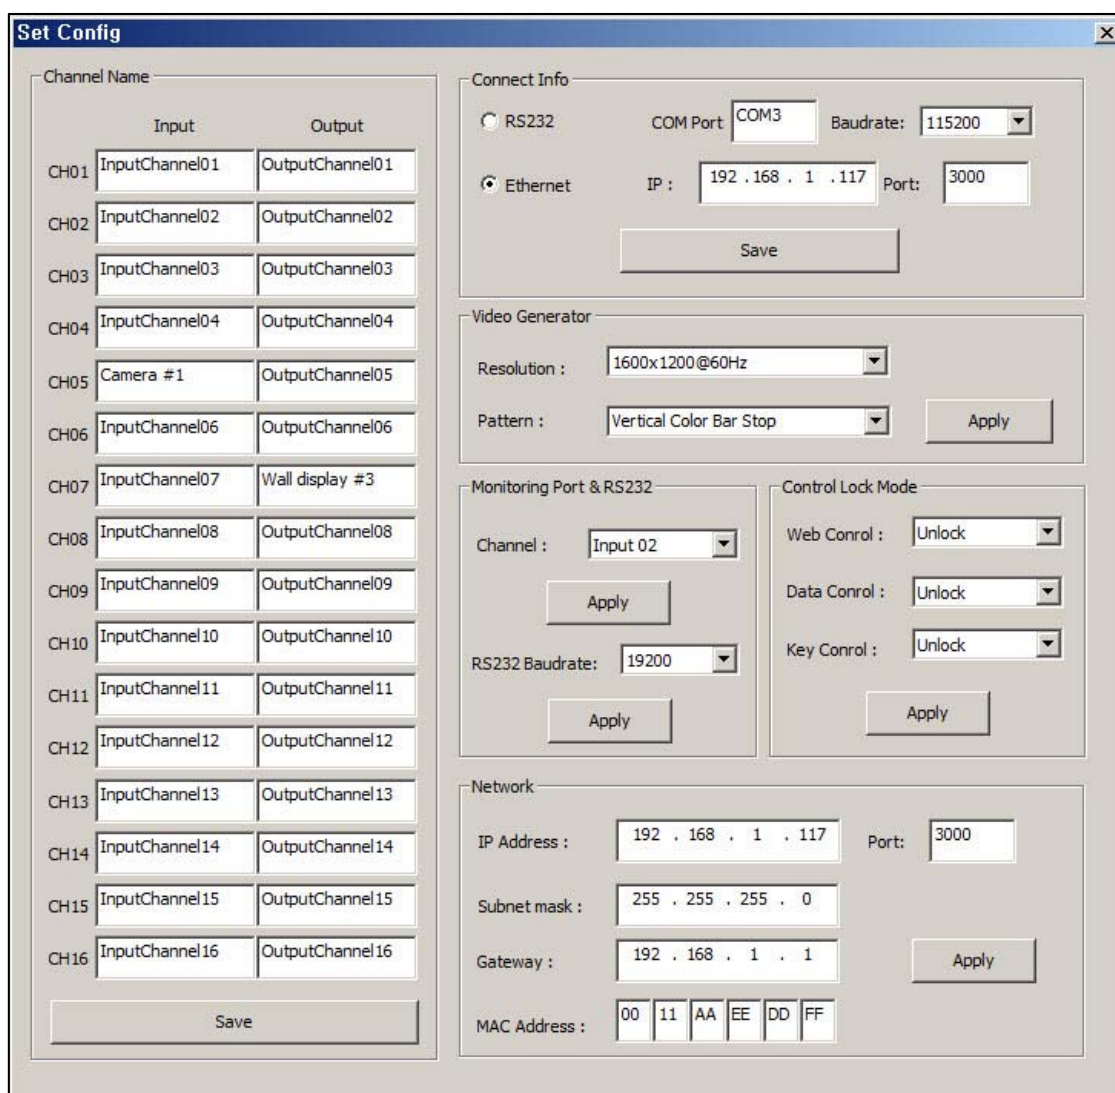 Set Config
Channel Name
Input Output
CH01 InputChannel01 OutputChannel01
CH02 InputChannel02 OutputChannel02
CH03 InputChannel03 OutputChannel03
CH04 InputChannel04 OutputChannel04
CH05 Camera #1 OutputChannel05
CH06 InputChannel06 OutputChannel06
CH07 InputChannel07 Wall display #3
CH08 InputChannel08 OutputChannel08
CH09 InputChannel09 OutputChannel09
CH10 InputChannel10 OutputChannel10
CH11 InputChannel11 OutputChannel11
CH12 InputChannel12 OutputChannel12
CH13 InputChannel13 OutputChannel13
CH14 InputChannel14 OutputChannel14
CH15 InputChannel15 OutputChannel15
CH16 InputChannel16 OutputChannel16
Save
Connect Info
RS232 COM Port COM3 Baudrate: 115200
Ethernet IP : 192 .168 . 1 .117 Port: 3000
Save
Video Generator
Resolution : 1600x1200@60Hz
Pattern : Vertical Color Bar Stop Apply
Monitoring Port & RS232
Channel : Input 02
Apply
RS232 Baudrate: 19200
Apply
Control Lock Mode
Web Conrol : Unlock
Data Conrol : Unlock
Key Conrol : Unlock
Apply
Network
IP Address : 192 . 168 . 1 . 117 Port: 3000
Subnet mask : 255 . 255 . 255 . 0
Gateway : 192 . 168 . 1 . 1 Apply
MAC Address : 00 11 AA EE DD FF